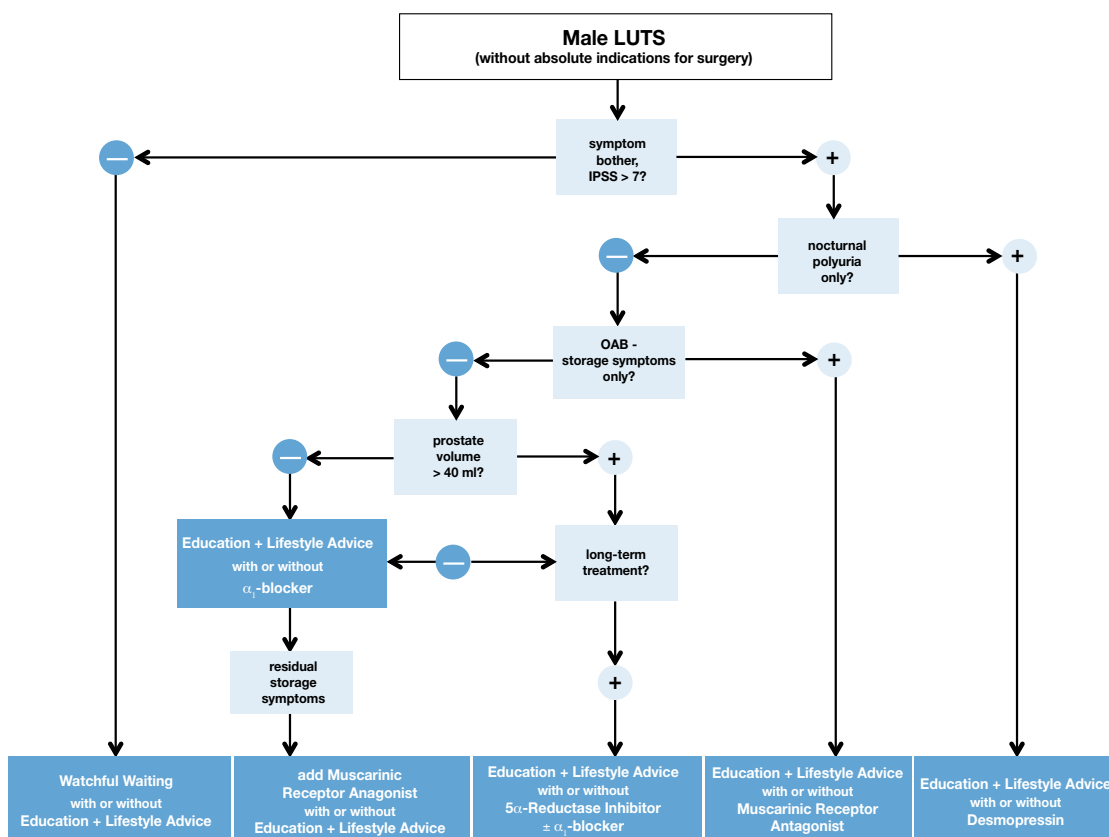 Male LUTS
(without absolute indications for surgery)
symptom
bother,
IPSS > 7?
—
+
nocturnal
polyuria
only?
—
+
OAB -
storage symptoms
only?
—
+
prostate
volume
> 40 ml?
—
+
Education + Lifestyle Advice
with or without
α₁-blocker
—
long-term
treatment?
residual
storage
symptoms
+
Watchful Waiting
with or without
Education + Lifestyle Advice
add Muscarinic
Receptor Anagonist
with or without
Education + Lifestyle Advice
Education + Lifestyle Advice
with or without
5α-Reductase Inhibitor
± α₁-blocker
Education + Lifestyle Advice
with or without
Muscarinic Receptor
Antagonist
Education + Lifestyle Advice
with or without
Desmopressin